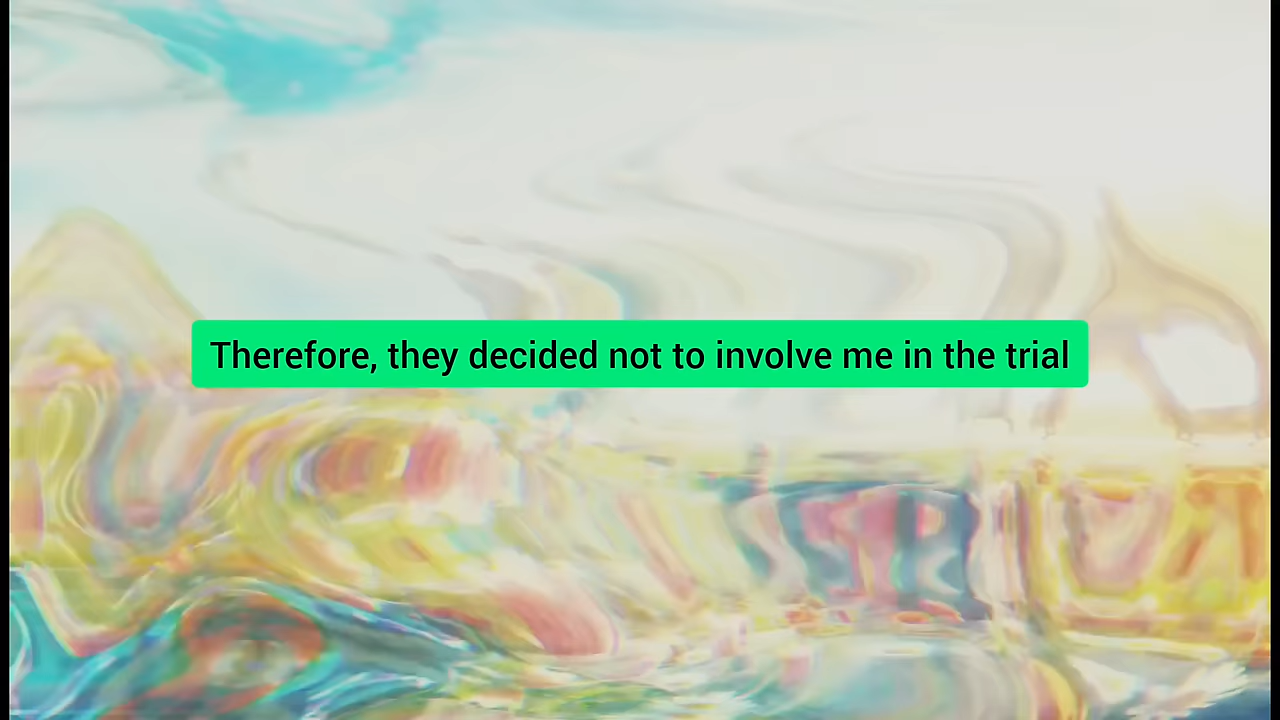 Therefore, they decided not to involve me in the trial